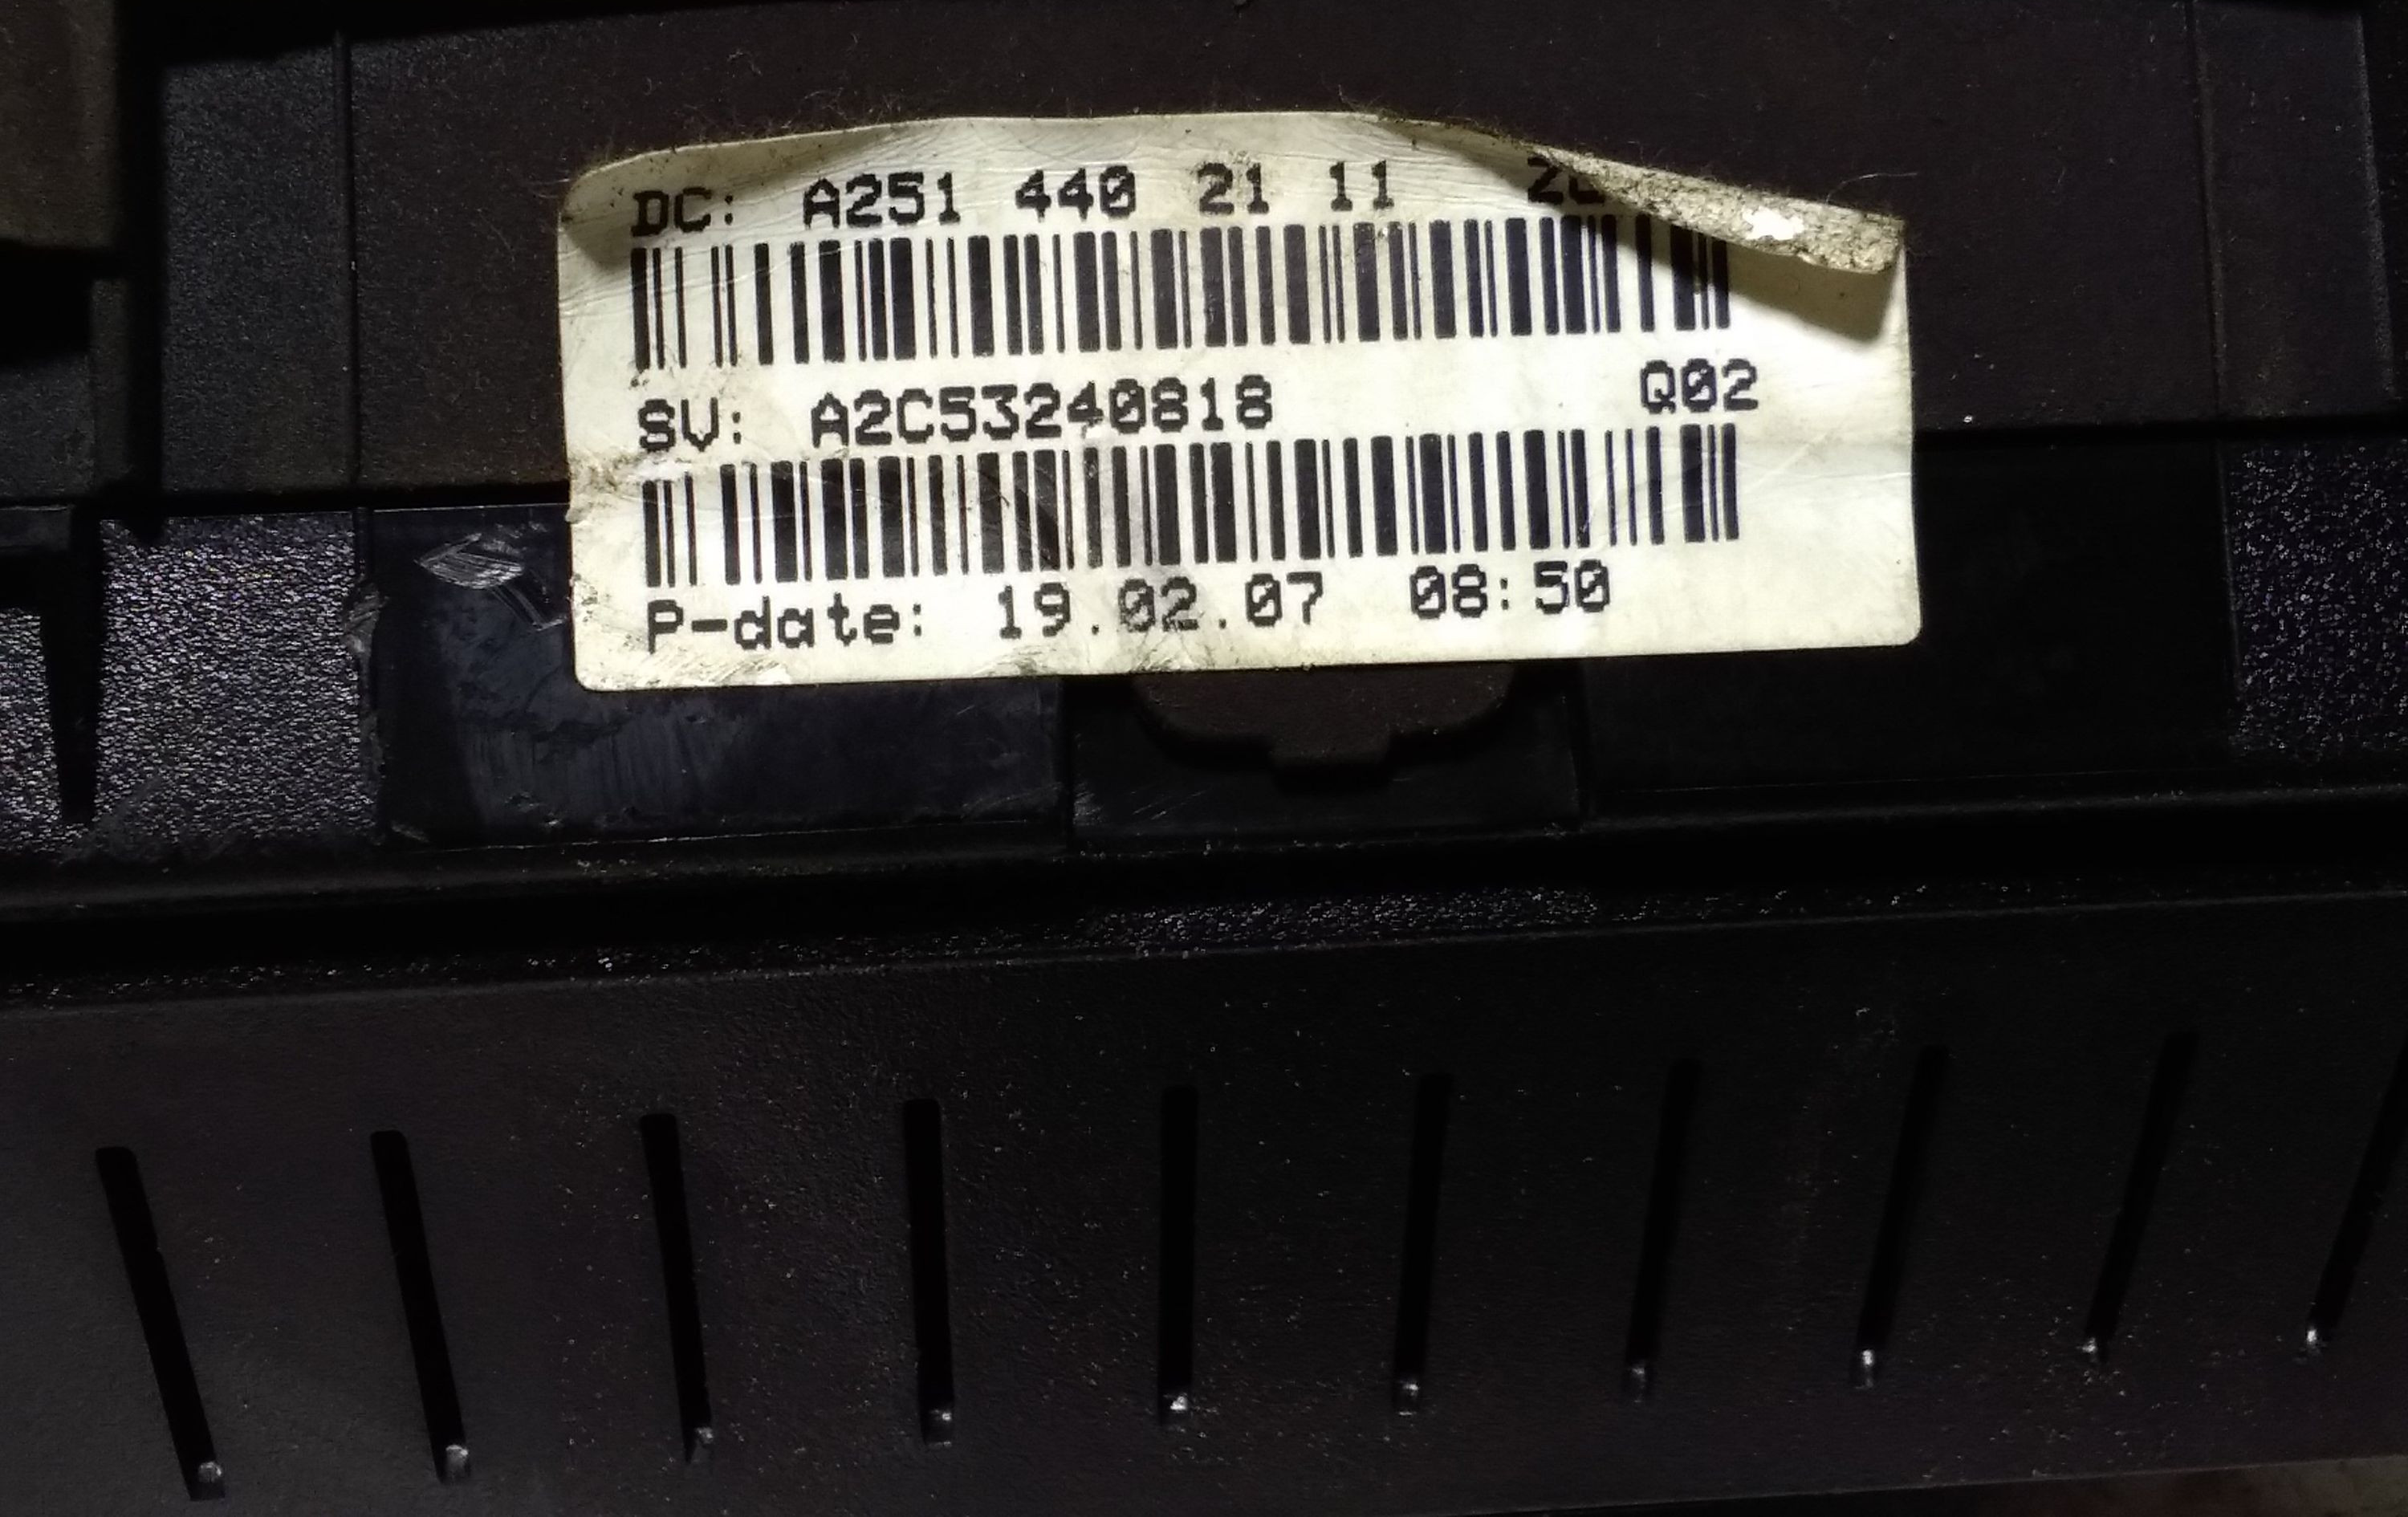 DC: A251 440 21 11
SV: A2C53240818 Q02
P-date: 19.02.07 08:50